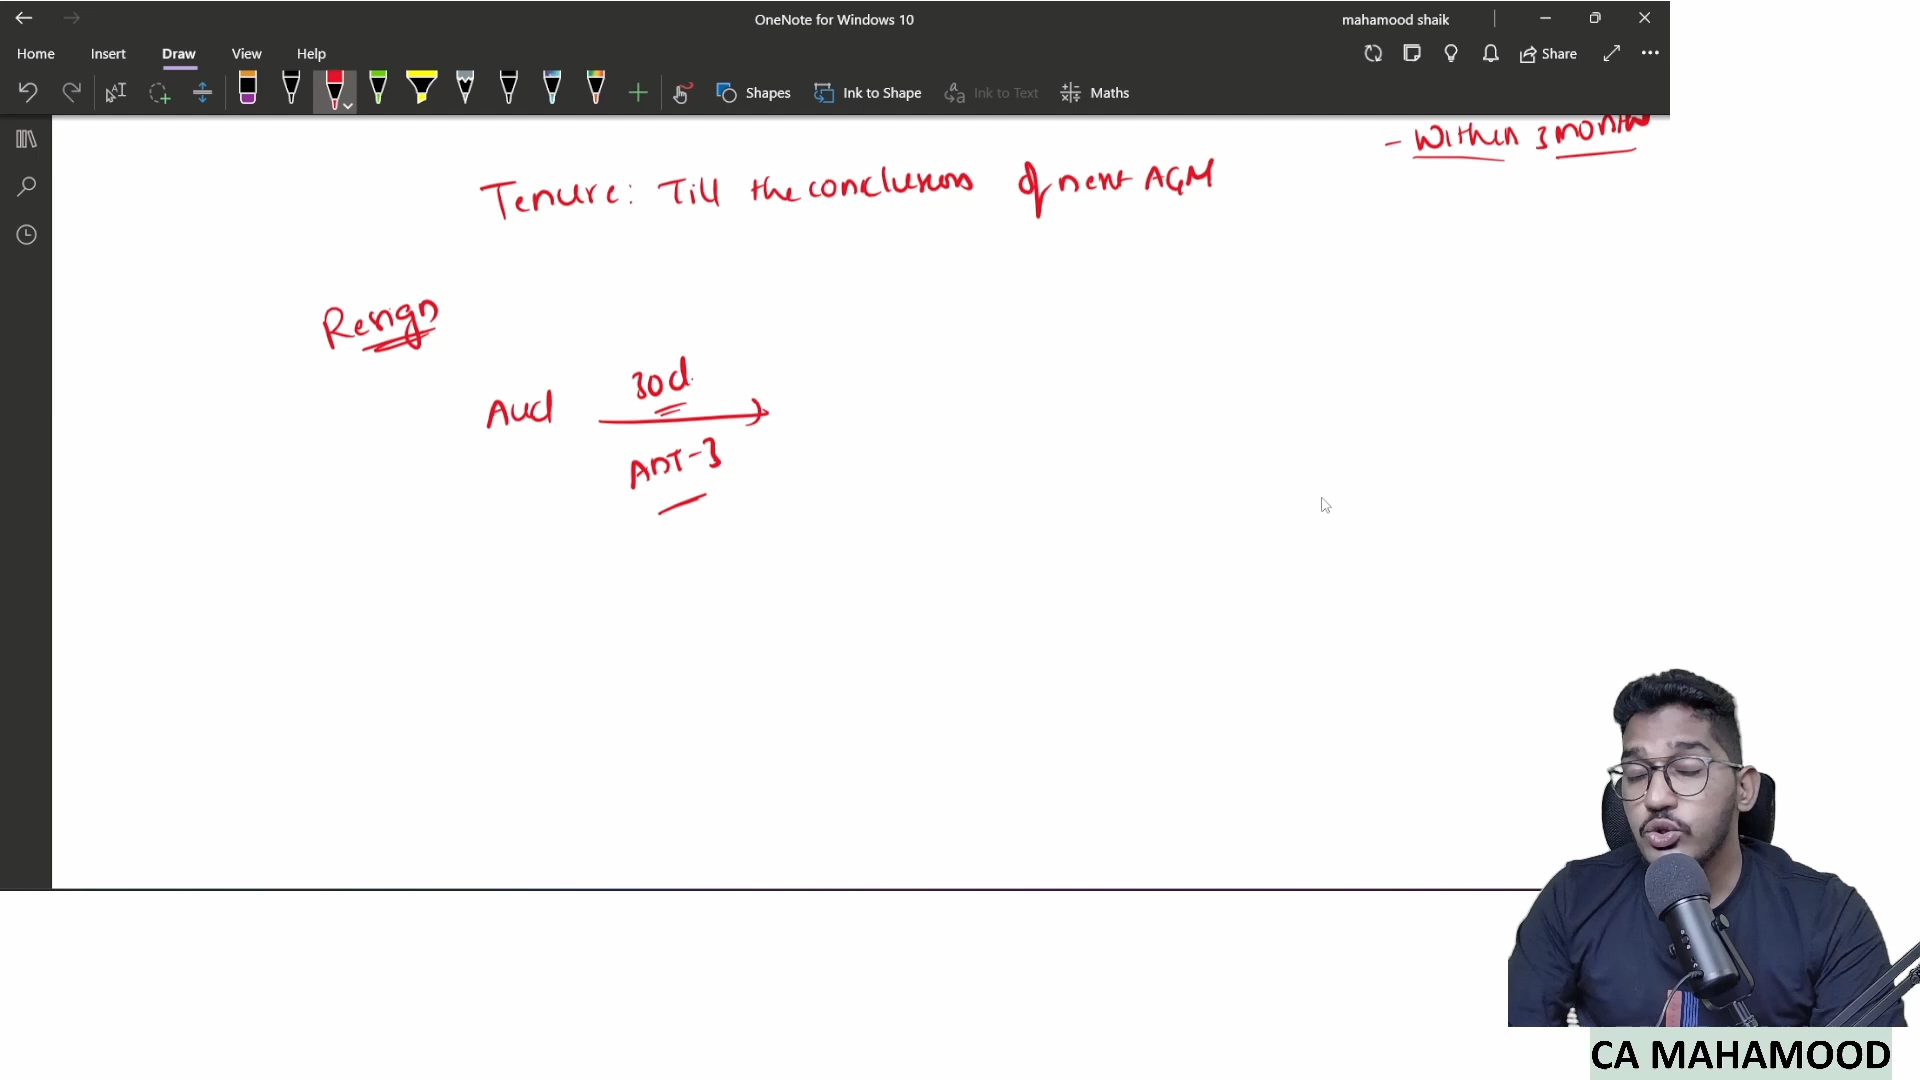 OneNote for Windows 10
mahamood shaik
Home Insert Draw View Help
Share
Shapes Ink to Shape Ink to Text Maths
- Within 3 months
Tenure: Till the conclusion of next AGM
Resign
Aud 30d.
ADT-3
CA MAHAMOOD